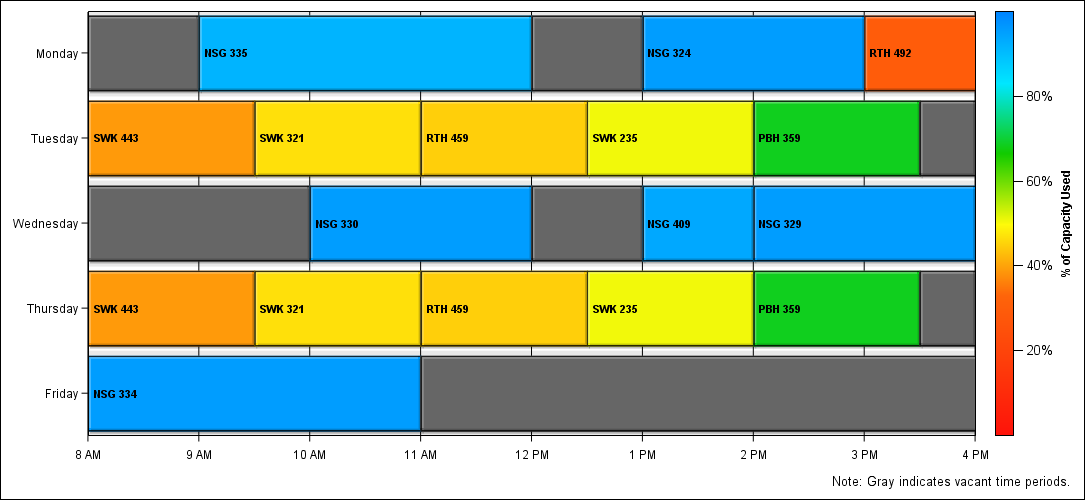 Monday
NSG 335
NSG 324
RTH 492
Tuesday
SWK 443
SWK 321
RTH 459
SWK 235
PBH 359
Wednesday
NSG 330
NSG 409
NSG 329
Thursday
SWK 443
SWK 321
RTH 459
SWK 235
PBH 359
Friday
NSG 334
8 AM
9 AM
10 AM
11 AM
12 PM
1 PM
2 PM
3 PM
4 PM
80%
60%
40%
20%
% of Capacity Used
Note: Gray indicates vacant time periods.